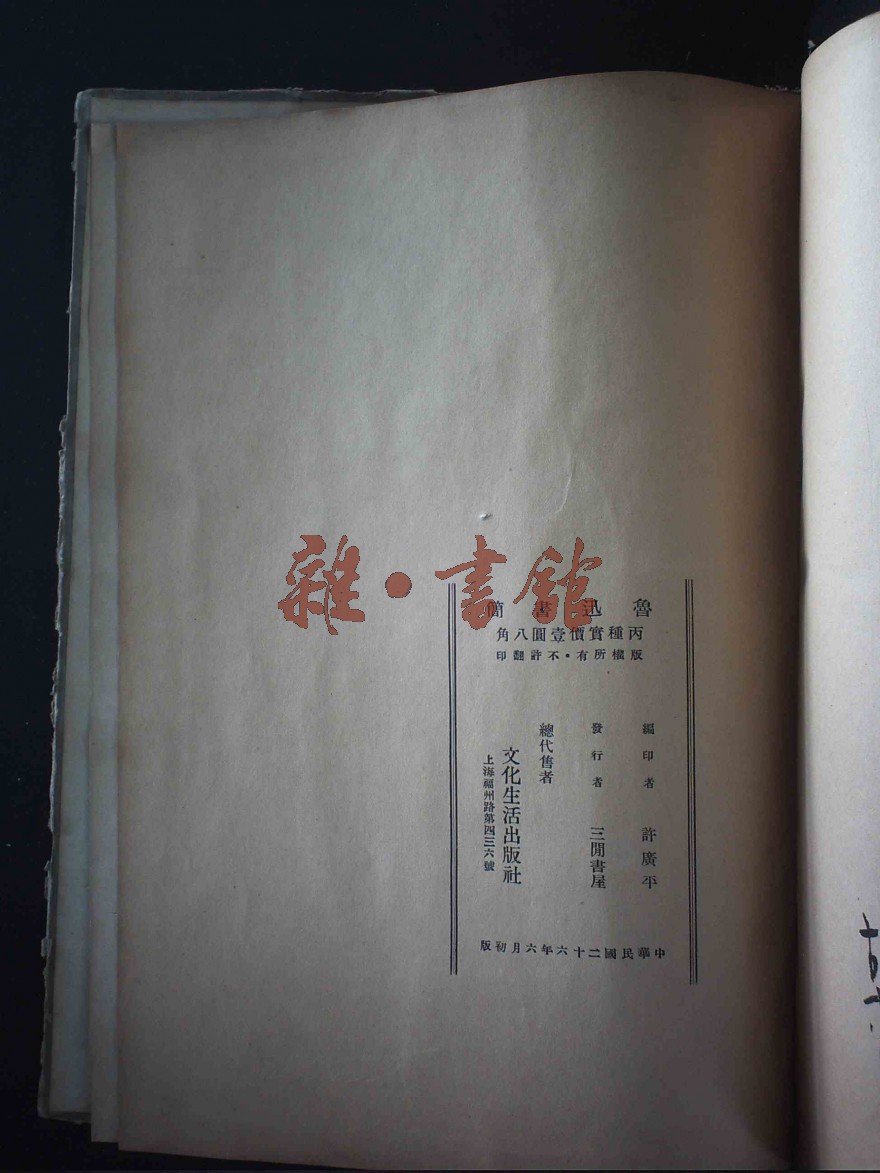 魯迅書簡
丙種實價壹圓八角
版權所有・不許翻印
編印者 許廣平
發行者 三閒書屋
總代售者
文化生活出版社
上海福州路第四三六號
中華民國二十六年六月初版
雜・書館